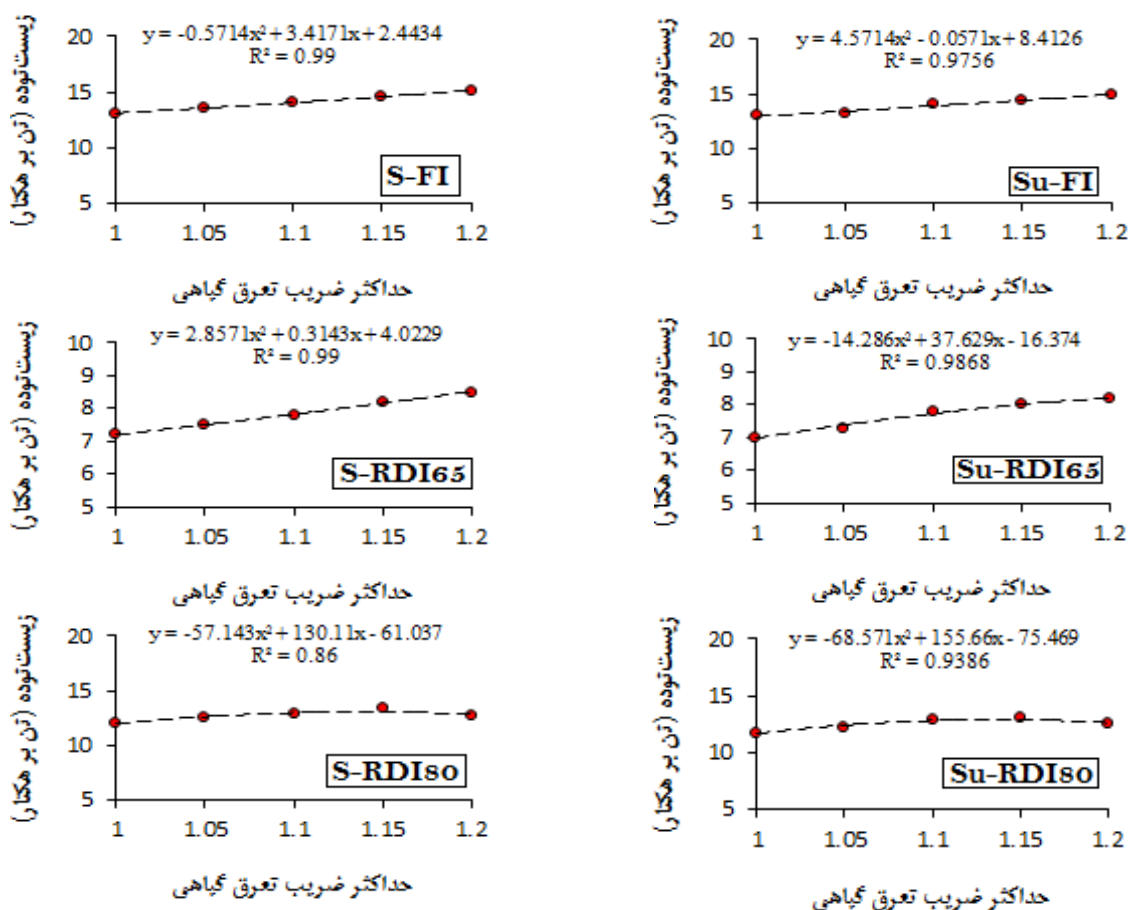 زیست‌توده (تن بر هکتار)
y = -0.5714x² + 3.4171x + 2.4434
R² = 0.99
20
15
10
5
S-FI
1 1.05 1.1 1.15 1.2
حداکثر ضریب تعرق گیاهی
زیست‌توده (تن بر هکتار)
y = 4.5714x² - 0.0571x + 8.4126
R² = 0.9756
20
15
10
5
Su-FI
1 1.05 1.1 1.15 1.2
حداکثر ضریب تعرق گیاهی
زیست‌توده (تن بر هکتار)
y = 2.8571x² + 0.3143x + 4.0229
R² = 0.99
10
9
8
7
6
5
S-RDI65
1 1.05 1.1 1.15 1.2
حداکثر ضریب تعرق گیاهی
زیست‌توده (تن بر هکتار)
y = -14.286x² + 37.629x - 16.374
R² = 0.9868
10
9
8
7
6
5
Su-RDI65
1 1.05 1.1 1.15 1.2
حداکثر ضریب تعرق گیاهی
زیست‌توده (تن بر هکتار)
y = -57.143x² + 130.11x - 61.037
R² = 0.86
20
15
10
5
S-RDI80
1 1.05 1.1 1.15 1.2
حداکثر ضریب تعرق گیاهی
زیست‌توده (تن بر هکتار)
y = -68.571x² + 155.66x - 75.469
R² = 0.9386
20
15
10
5
Su-RDI80
1 1.05 1.1 1.15 1.2
حداکثر ضریب تعرق گیاهی